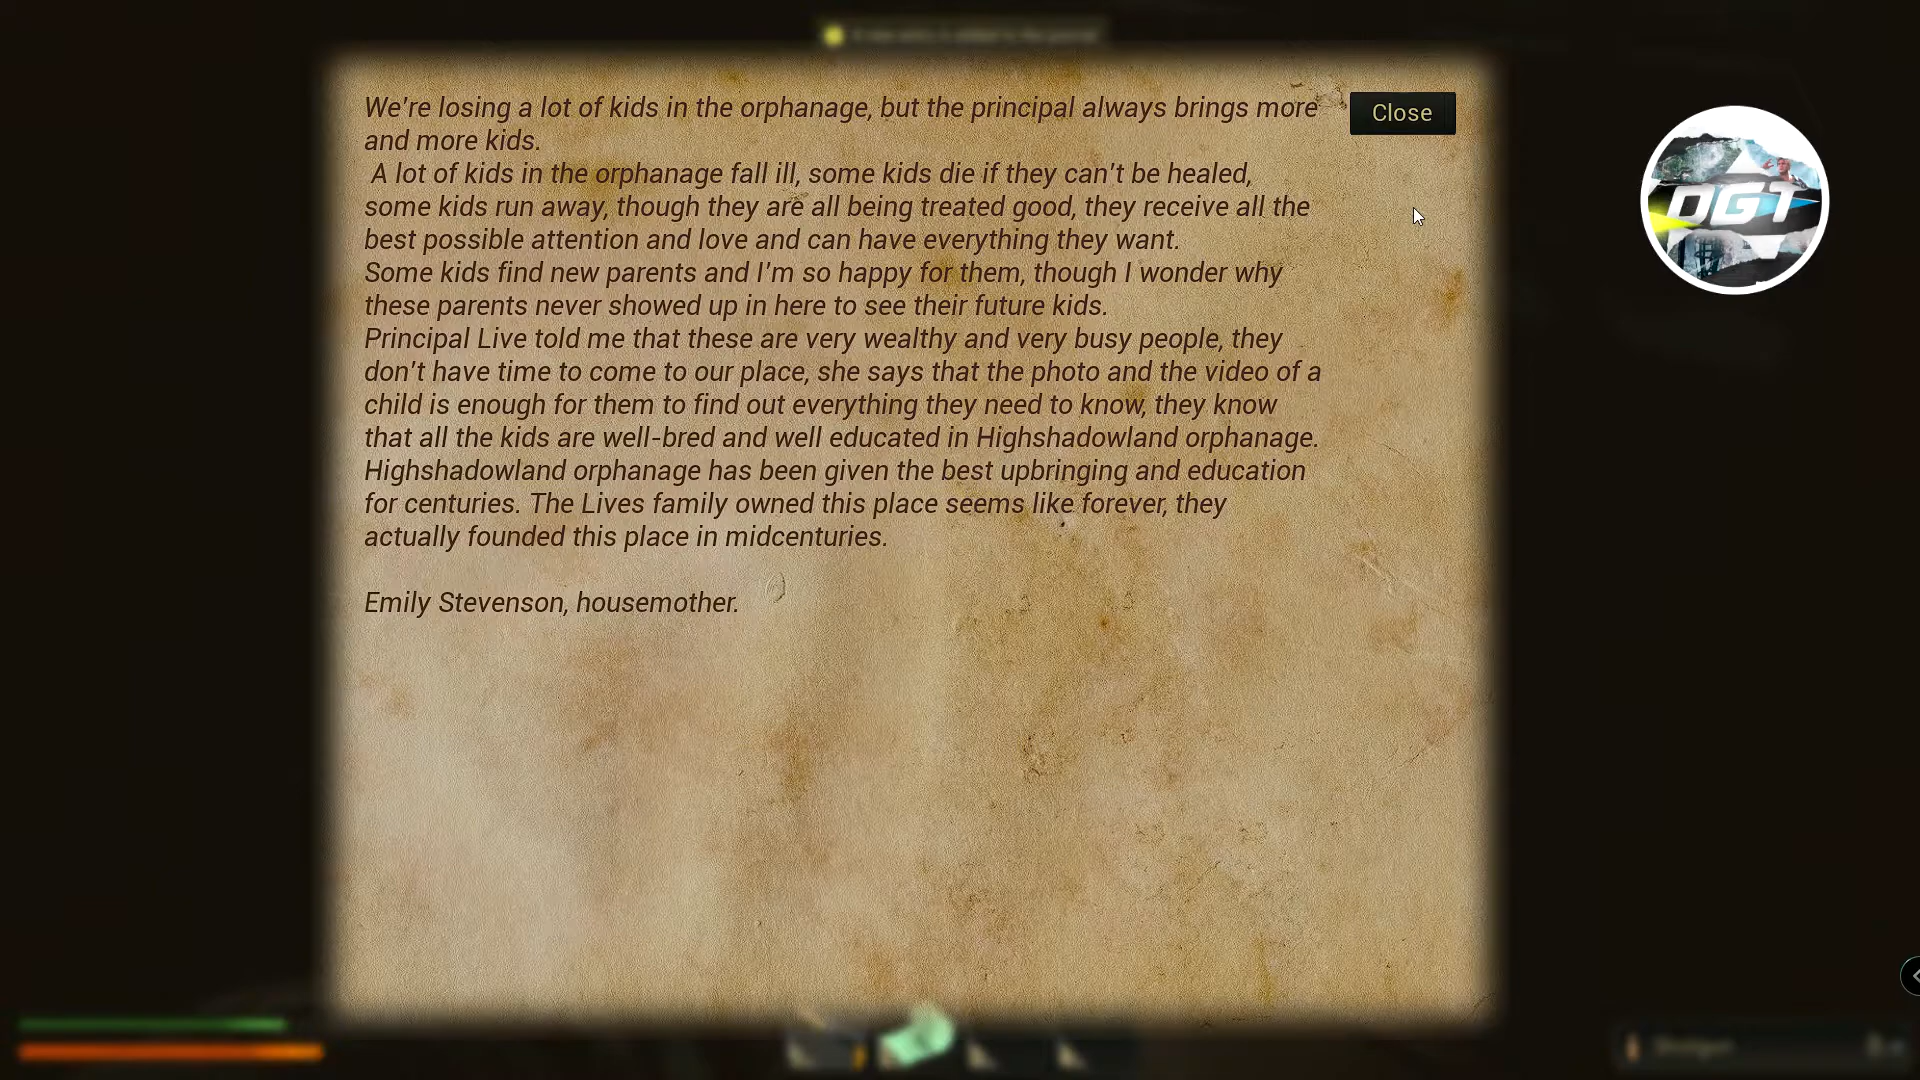 We're losing a lot of kids in the orphanage, but the principal always brings more
and more kids.
A lot of kids in the orphanage fall ill, some kids die if they can't be healed,
some kids run away, though they are all being treated good, they receive all the
best possible attention and love and can have everything they want.
Some kids find new parents and I'm so happy for them, though I wonder why
these parents never showed up in here to see their future kids.
Principal Live told me that these are very wealthy and very busy people, they
don't have time to come to our place, she says that the photo and the video of a
child is enough for them to find out everything they need to know, they know
that all the kids are well-bred and well educated in Highshadowland orphanage.
Highshadowland orphanage has been given the best upbringing and education
for centuries. The Lives family owned this place seems like forever, they
actually founded this place in midcenturies.
Emily Stevenson, housemother.
Close
DGT